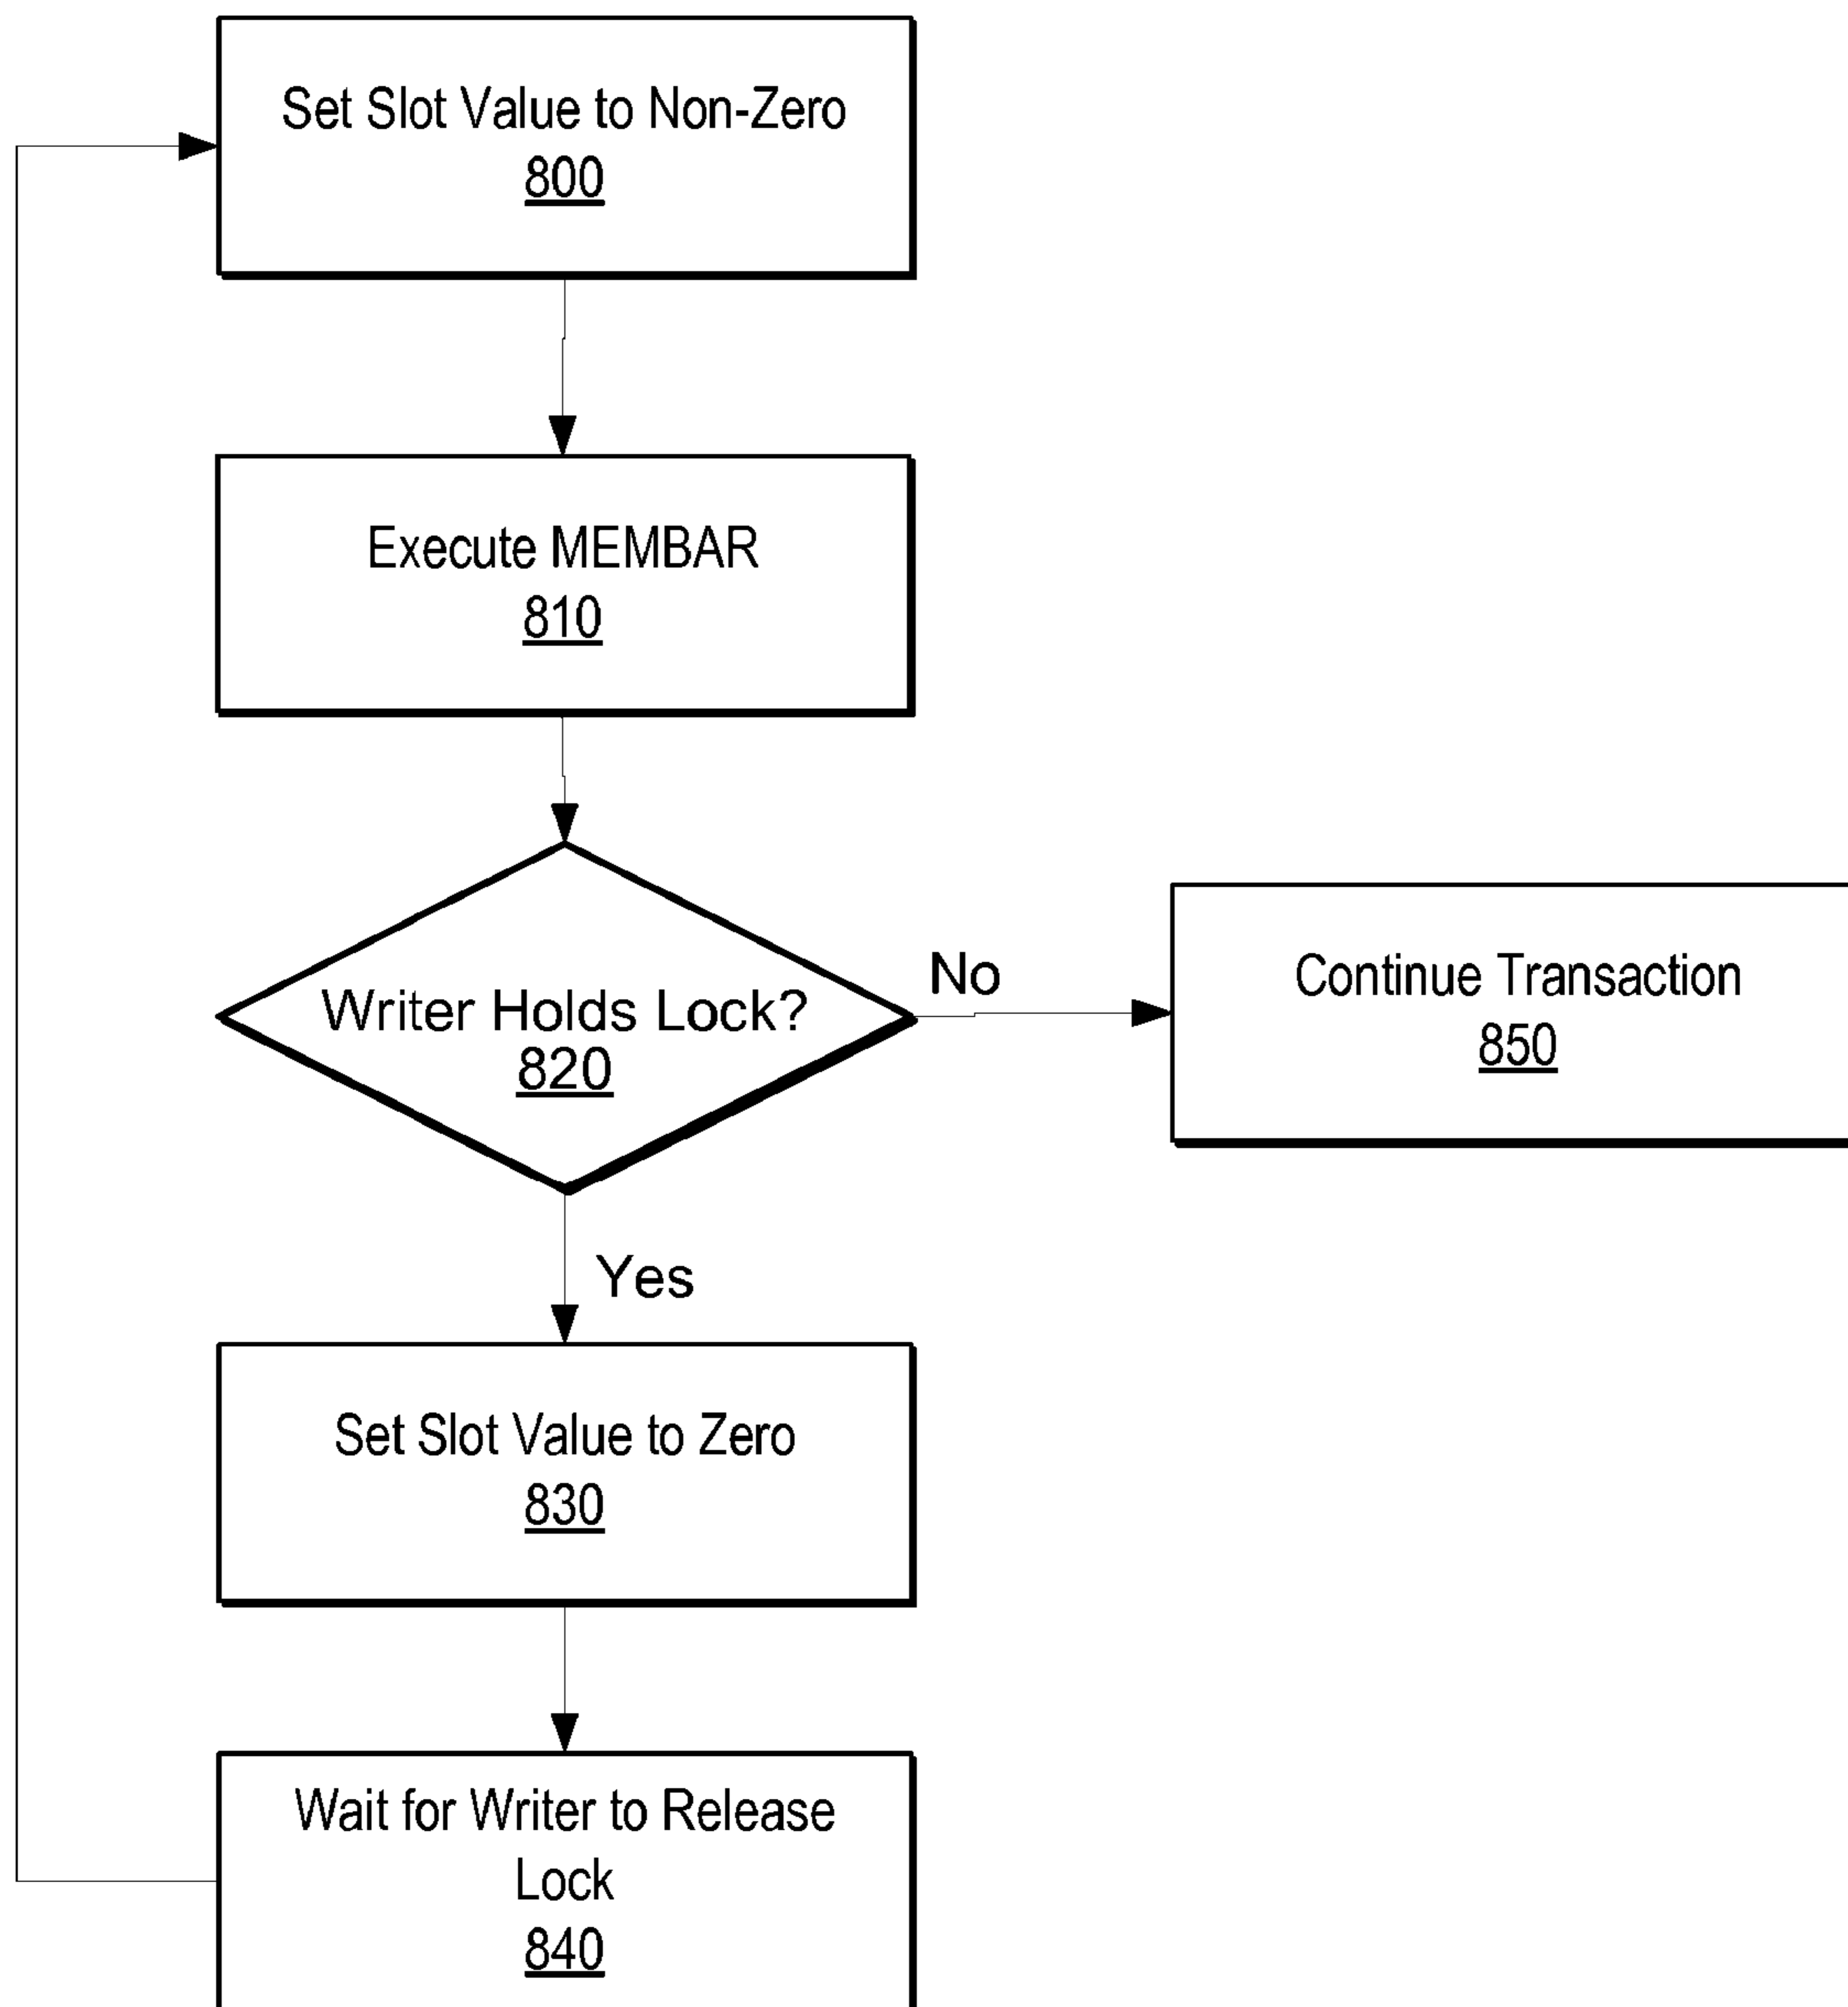 Set Slot Value to Non-Zero
800
Execute MEMBAR
810
Writer Holds Lock?
820
No
Continue Transaction
850
Yes
Set Slot Value to Zero
830
Wait for Writer to Release
Lock
840